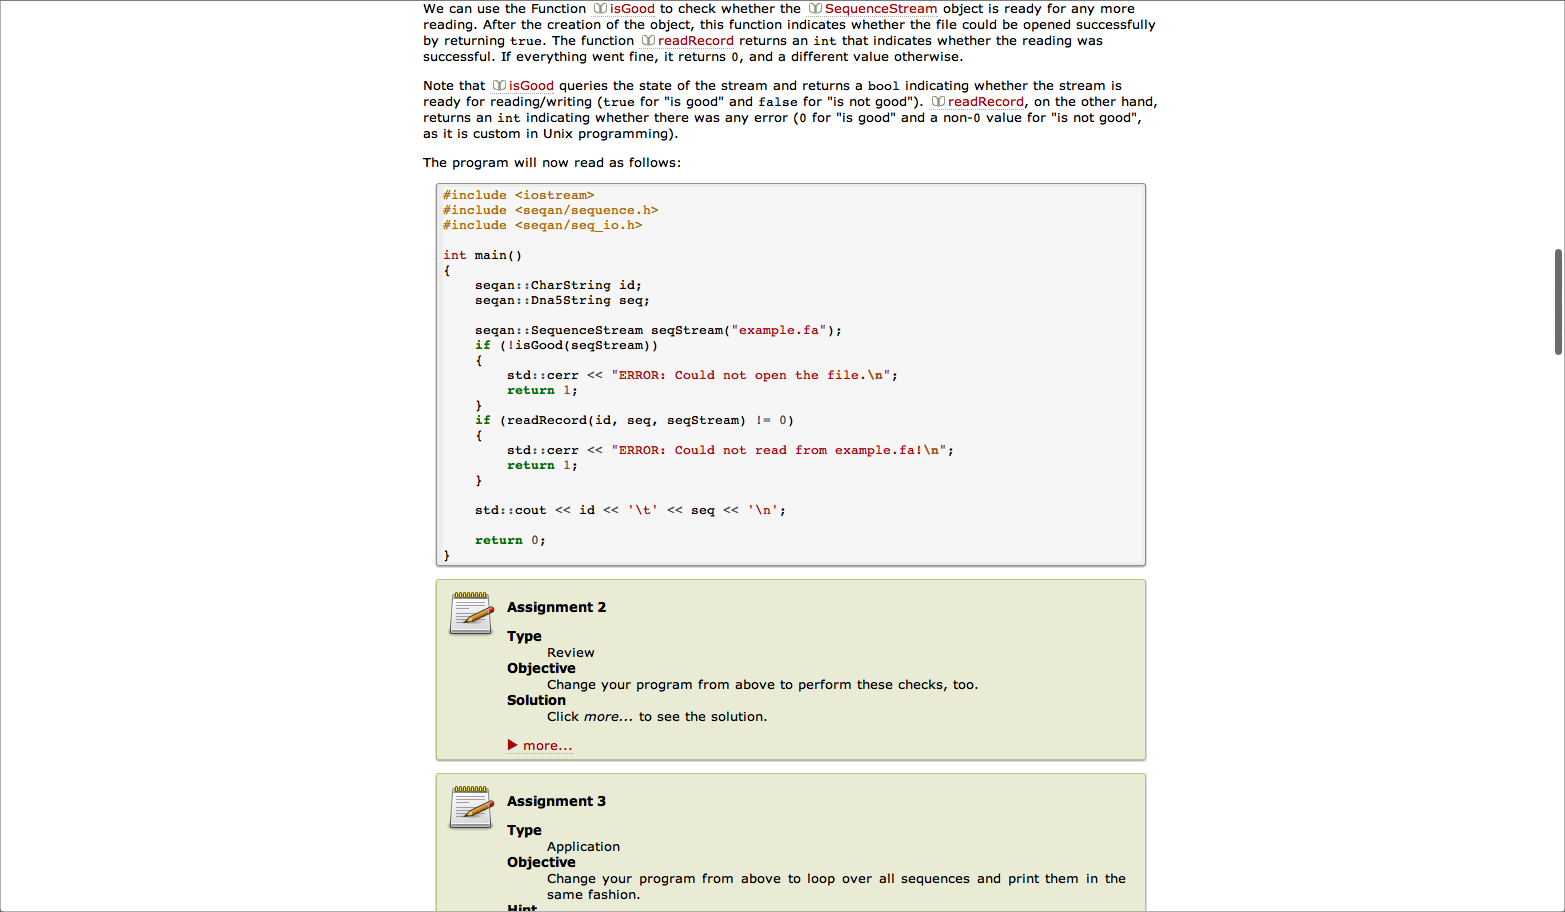 We can use the Function isGood to check whether the SequenceStream object is ready for any more
reading. After the creation of the object, this function indicates whether the file could be opened successfully
by returning true. The function readRecord returns an int that indicates whether the reading was
successful. If everything went fine, it returns 0, and a different value otherwise.
Note that isGood queries the state of the stream and returns a bool indicating whether the stream is
ready for reading/writing (true for "is good" and false for "is not good"). readRecord, on the other hand,
returns an int indicating whether there was any error (0 for "is good" and a non-0 value for "is not good",
as it is custom in Unix programming).
The program will now read as follows:
#include <iostream>
#include <seqan/sequence.h>
#include <seqan/seq_io.h>
int main()
{
    seqan::CharString id;
    seqan::Dna5String seq;
    seqan::SequenceStream seqStream("example.fa");
    if (!isGood(seqStream))
    {
        std::cerr << "ERROR: Could not open the file.\n";
        return 1;
    }
    if (readRecord(id, seq, seqStream) != 0)
    {
        std::cerr << "ERROR: Could not read from example.fa!\n";
        return 1;
    }
    std::cout << id << '\t' << seq << '\n';
    return 0;
}
Assignment 2
Type
Review
Objective
Change your program from above to perform these checks, too.
Solution
Click more... to see the solution.
more...
Assignment 3
Type
Application
Objective
Change your program from above to loop over all sequences and print them in the
same fashion.
Hint